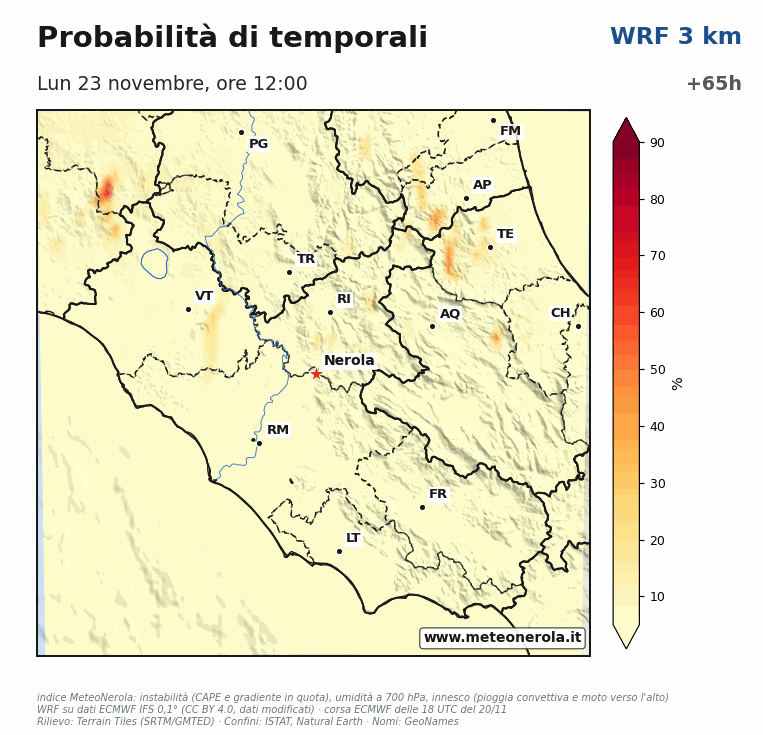 Probabilità di temporali
WRF 3 km
Lun 23 novembre, ore 12:00
+65h
FM
PG
AP
TE
TR
VT
RI
AQ
CH
Nerola
RM
FR
LT
www.meteonerola.it
90
80
70
60
50
40
30
20
10
%
indice MeteoNerola: instabilità (CAPE e gradiente in quota), umidità a 700 hPa, innesco (pioggia convettiva e moto verso l'alto)
WRF su dati ECMWF IFS 0,1° (CC BY 4.0, dati modificati) · corsa ECMWF delle 18 UTC del 20/11
Rilievo: Terrain Tiles (SRTM/GMTED) · Confini: ISTAT, Natural Earth · Nomi: GeoNames